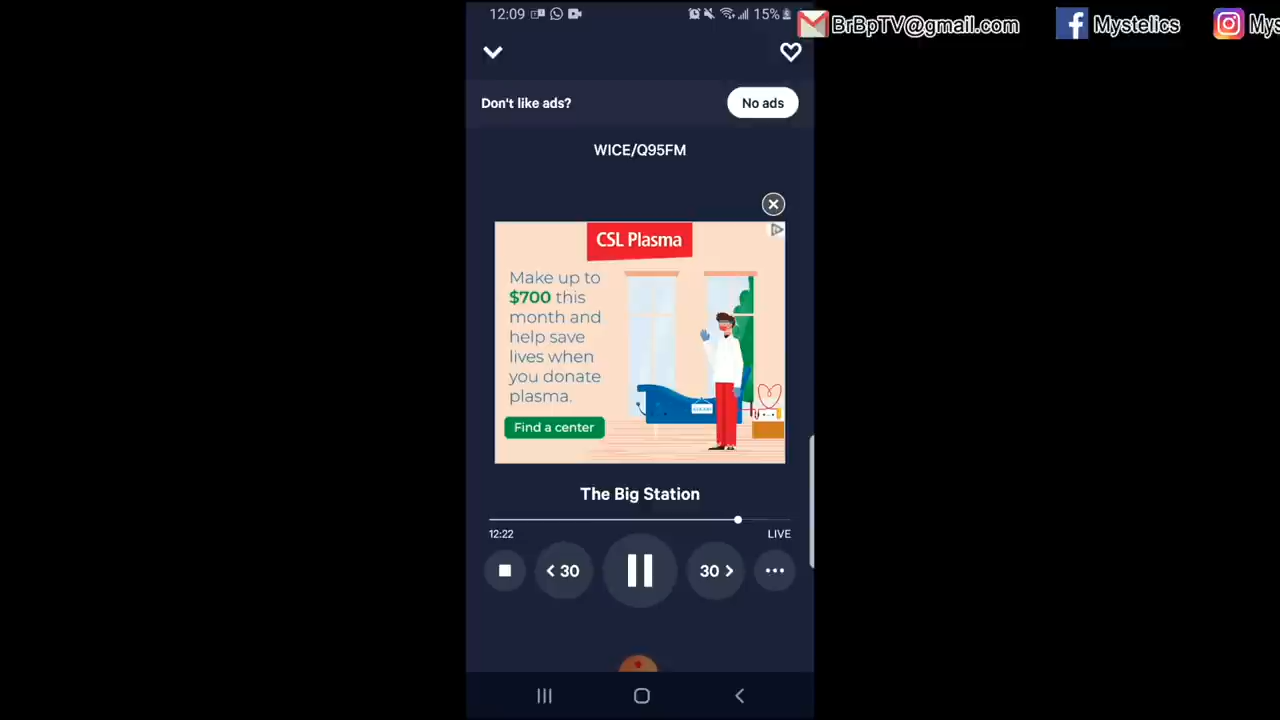 12:09
15%
BrBpTV@gmail.com
Mystelics
Mys
Don't like ads?
No ads
WICE/Q95FM
CSL Plasma
Make up to
$700 this
month and
help save
lives when
you donate
plasma.
Find a center
The Big Station
12:22
LIVE
< 30
30 >